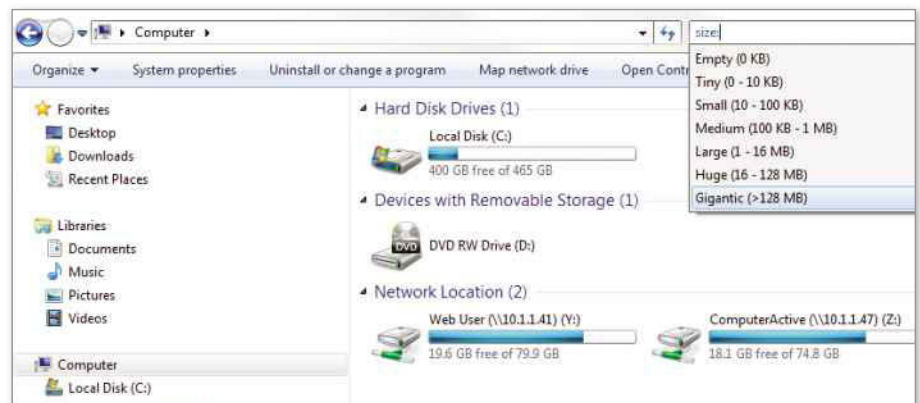 Computer
size:
Organize
System properties
Uninstall or change a program
Map network drive
Open Contr
Empty (0 KB)
Tiny (0 - 10 KB)
Small (10 - 100 KB)
Medium (100 KB - 1 MB)
Large (1 - 16 MB)
Huge (16 - 128 MB)
Gigantic (>128 MB)
Favorites
Desktop
Downloads
Recent Places
Libraries
Documents
Music
Pictures
Videos
Computer
Local Disk (C:)
Hard Disk Drives (1)
Local Disk (C:)
400 GB free of 465 GB
Devices with Removable Storage (1)
DVD
DVD RW Drive (D:)
Network Location (2)
Web User (\\10.1.1.41) (Y:)
19.6 GB free of 79.9 GB
ComputerActive (\\10.1.1.47) (Z:)
18.1 GB free of 74.8 GB